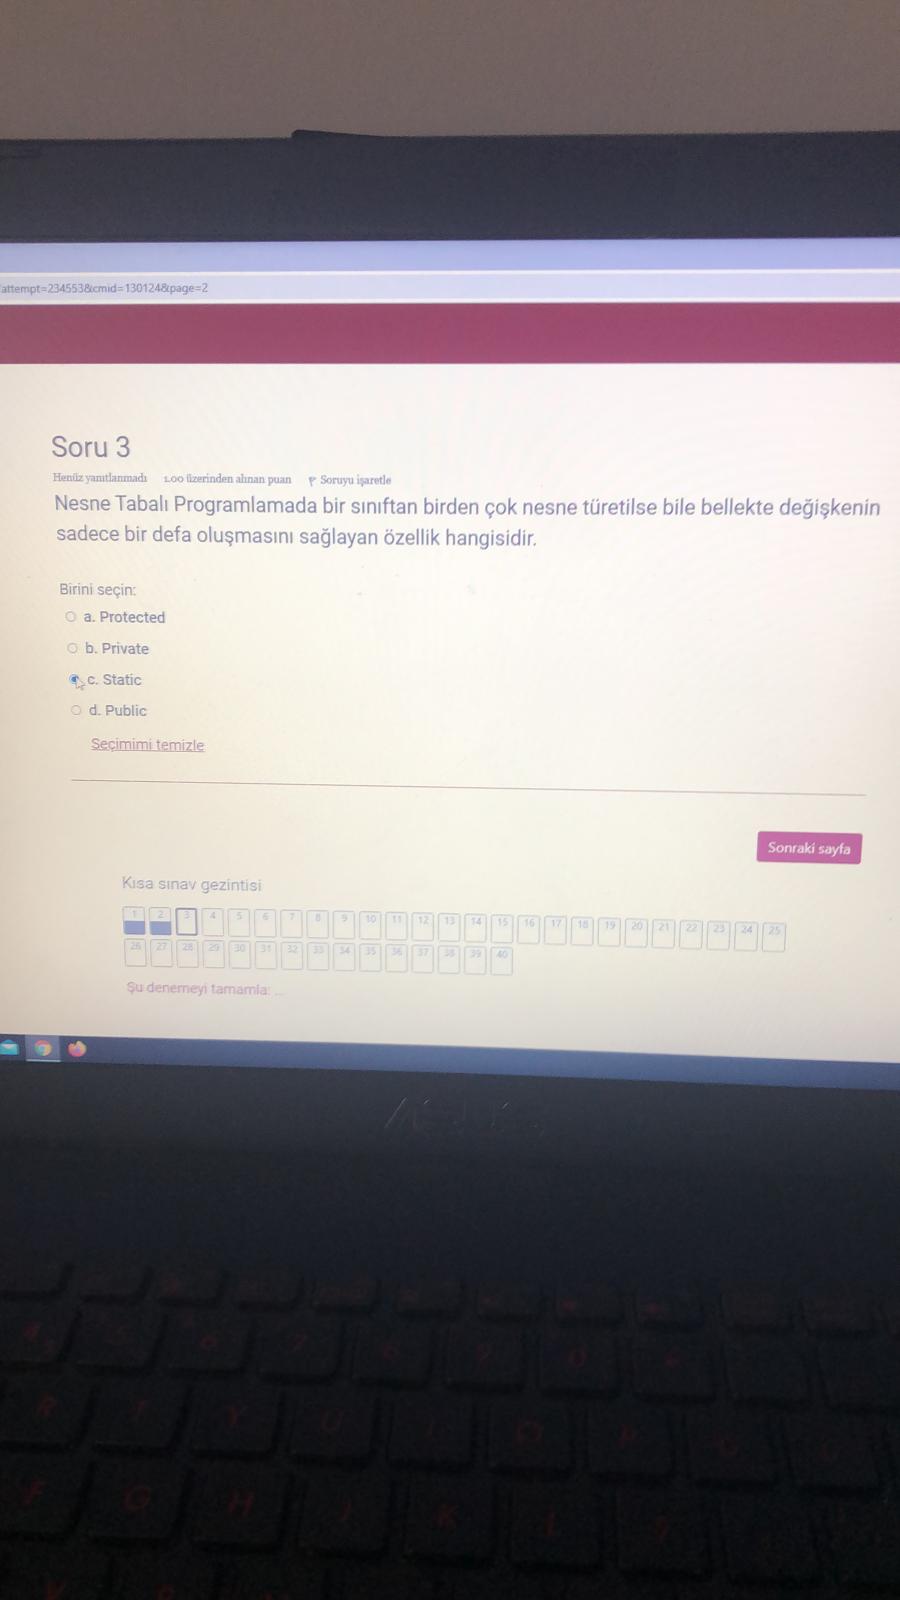 attempt=234553&cmid=130124&page=2
Soru 3
Henüz yanıtlanmadı 1,00 üzerinden alınan puan Soruyu işaretle
Nesne Tabalı Programlamada bir sınıftan birden çok nesne türetilse bile bellekte değişkenin
sadece bir defa oluşmasını sağlayan özellik hangisidir.
Birini seçin:
a. Protected
b. Private
c. Static
d. Public
Seçimimi temizle
Sonraki sayfa
Kısa sınav gezintisi
1 2 3 4 5 6 7 8 9 10 11 12 13 14 15 16 17 18 19 20 21 22 23 24 25
26 27 28 29 30 31 32 33 34 35 36 37 38 39 40
Şu denemeyi tamamla: ...
R T Y U I O P
F G H J K L Ş